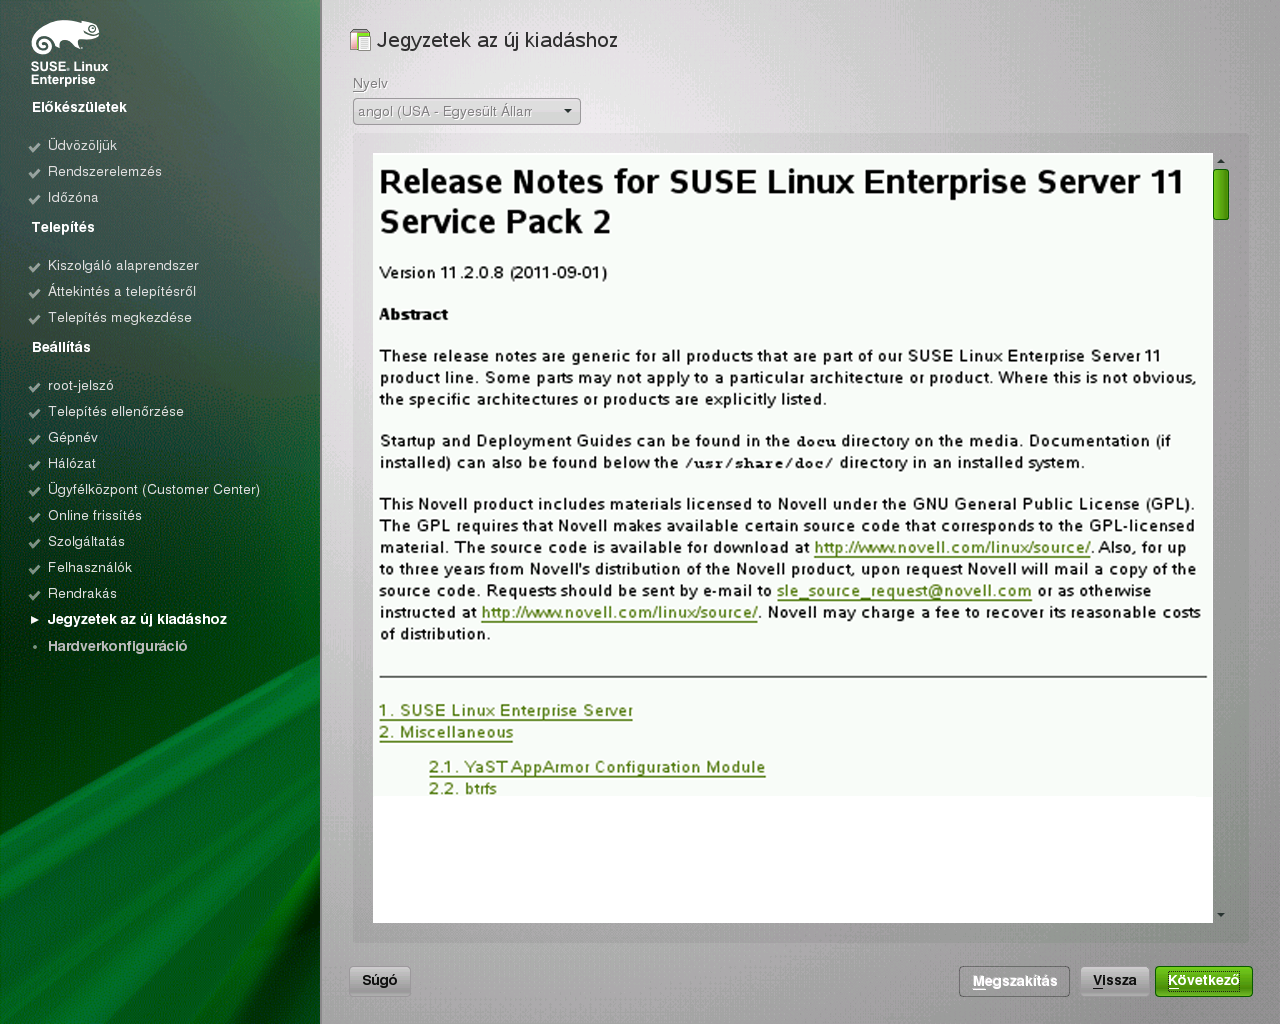 SUSE® Linux
Enterprise
Előkészületek
Üdvözöljük
Rendszerelemzés
Időzóna
Telepítés
Kiszolgáló alaprendszer
Áttekintés a telepítésről
Telepítés megkezdése
Beállítás
root-jelszó
Telepítés ellenőrzése
Gépnév
Hálózat
Ügyfélközpont (Customer Center)
Online frissítés
Szolgáltatás
Felhasználók
Rendrakás
Jegyzetek az új kiadáshoz
Hardverkonfiguráció
Jegyzetek az új kiadáshoz
Nyelv
angol (USA - Egyesült Állam
Release Notes for SUSE Linux Enterprise Server 11
Service Pack 2
Version 11.2.0.8 (2011-09-01)
Abstract
These release notes are generic for all products that are part of our SUSE Linux Enterprise Server 11
product line. Some parts may not apply to a particular architecture or product. Where this is not obvious,
the specific architectures or products are explicitly listed.
Startup and Deployment Guides can be found in the docu directory on the media. Documentation (if
installed) can also be found below the /usr/share/doc/ directory in an installed system.
This Novell product includes materials licensed to Novell under the GNU General Public License (GPL).
The GPL requires that Novell makes available certain source code that corresponds to the GPL-licensed
material. The source code is available for download at http://www.novell.com/linux/source/. Also, for up
to three years from Novell's distribution of the Novell product, upon request Novell will mail a copy of the
source code. Requests should be sent by e-mail to sle_source_request@novell.com or as otherwise
instructed at http://www.novell.com/linux/source/. Novell may charge a fee to recover its reasonable costs
of distribution.
1. SUSE Linux Enterprise Server
2. Miscellaneous
2.1. YaST AppArmor Configuration Module
2.2. btrfs
Súgó
Megszakítás
Vissza
Következő